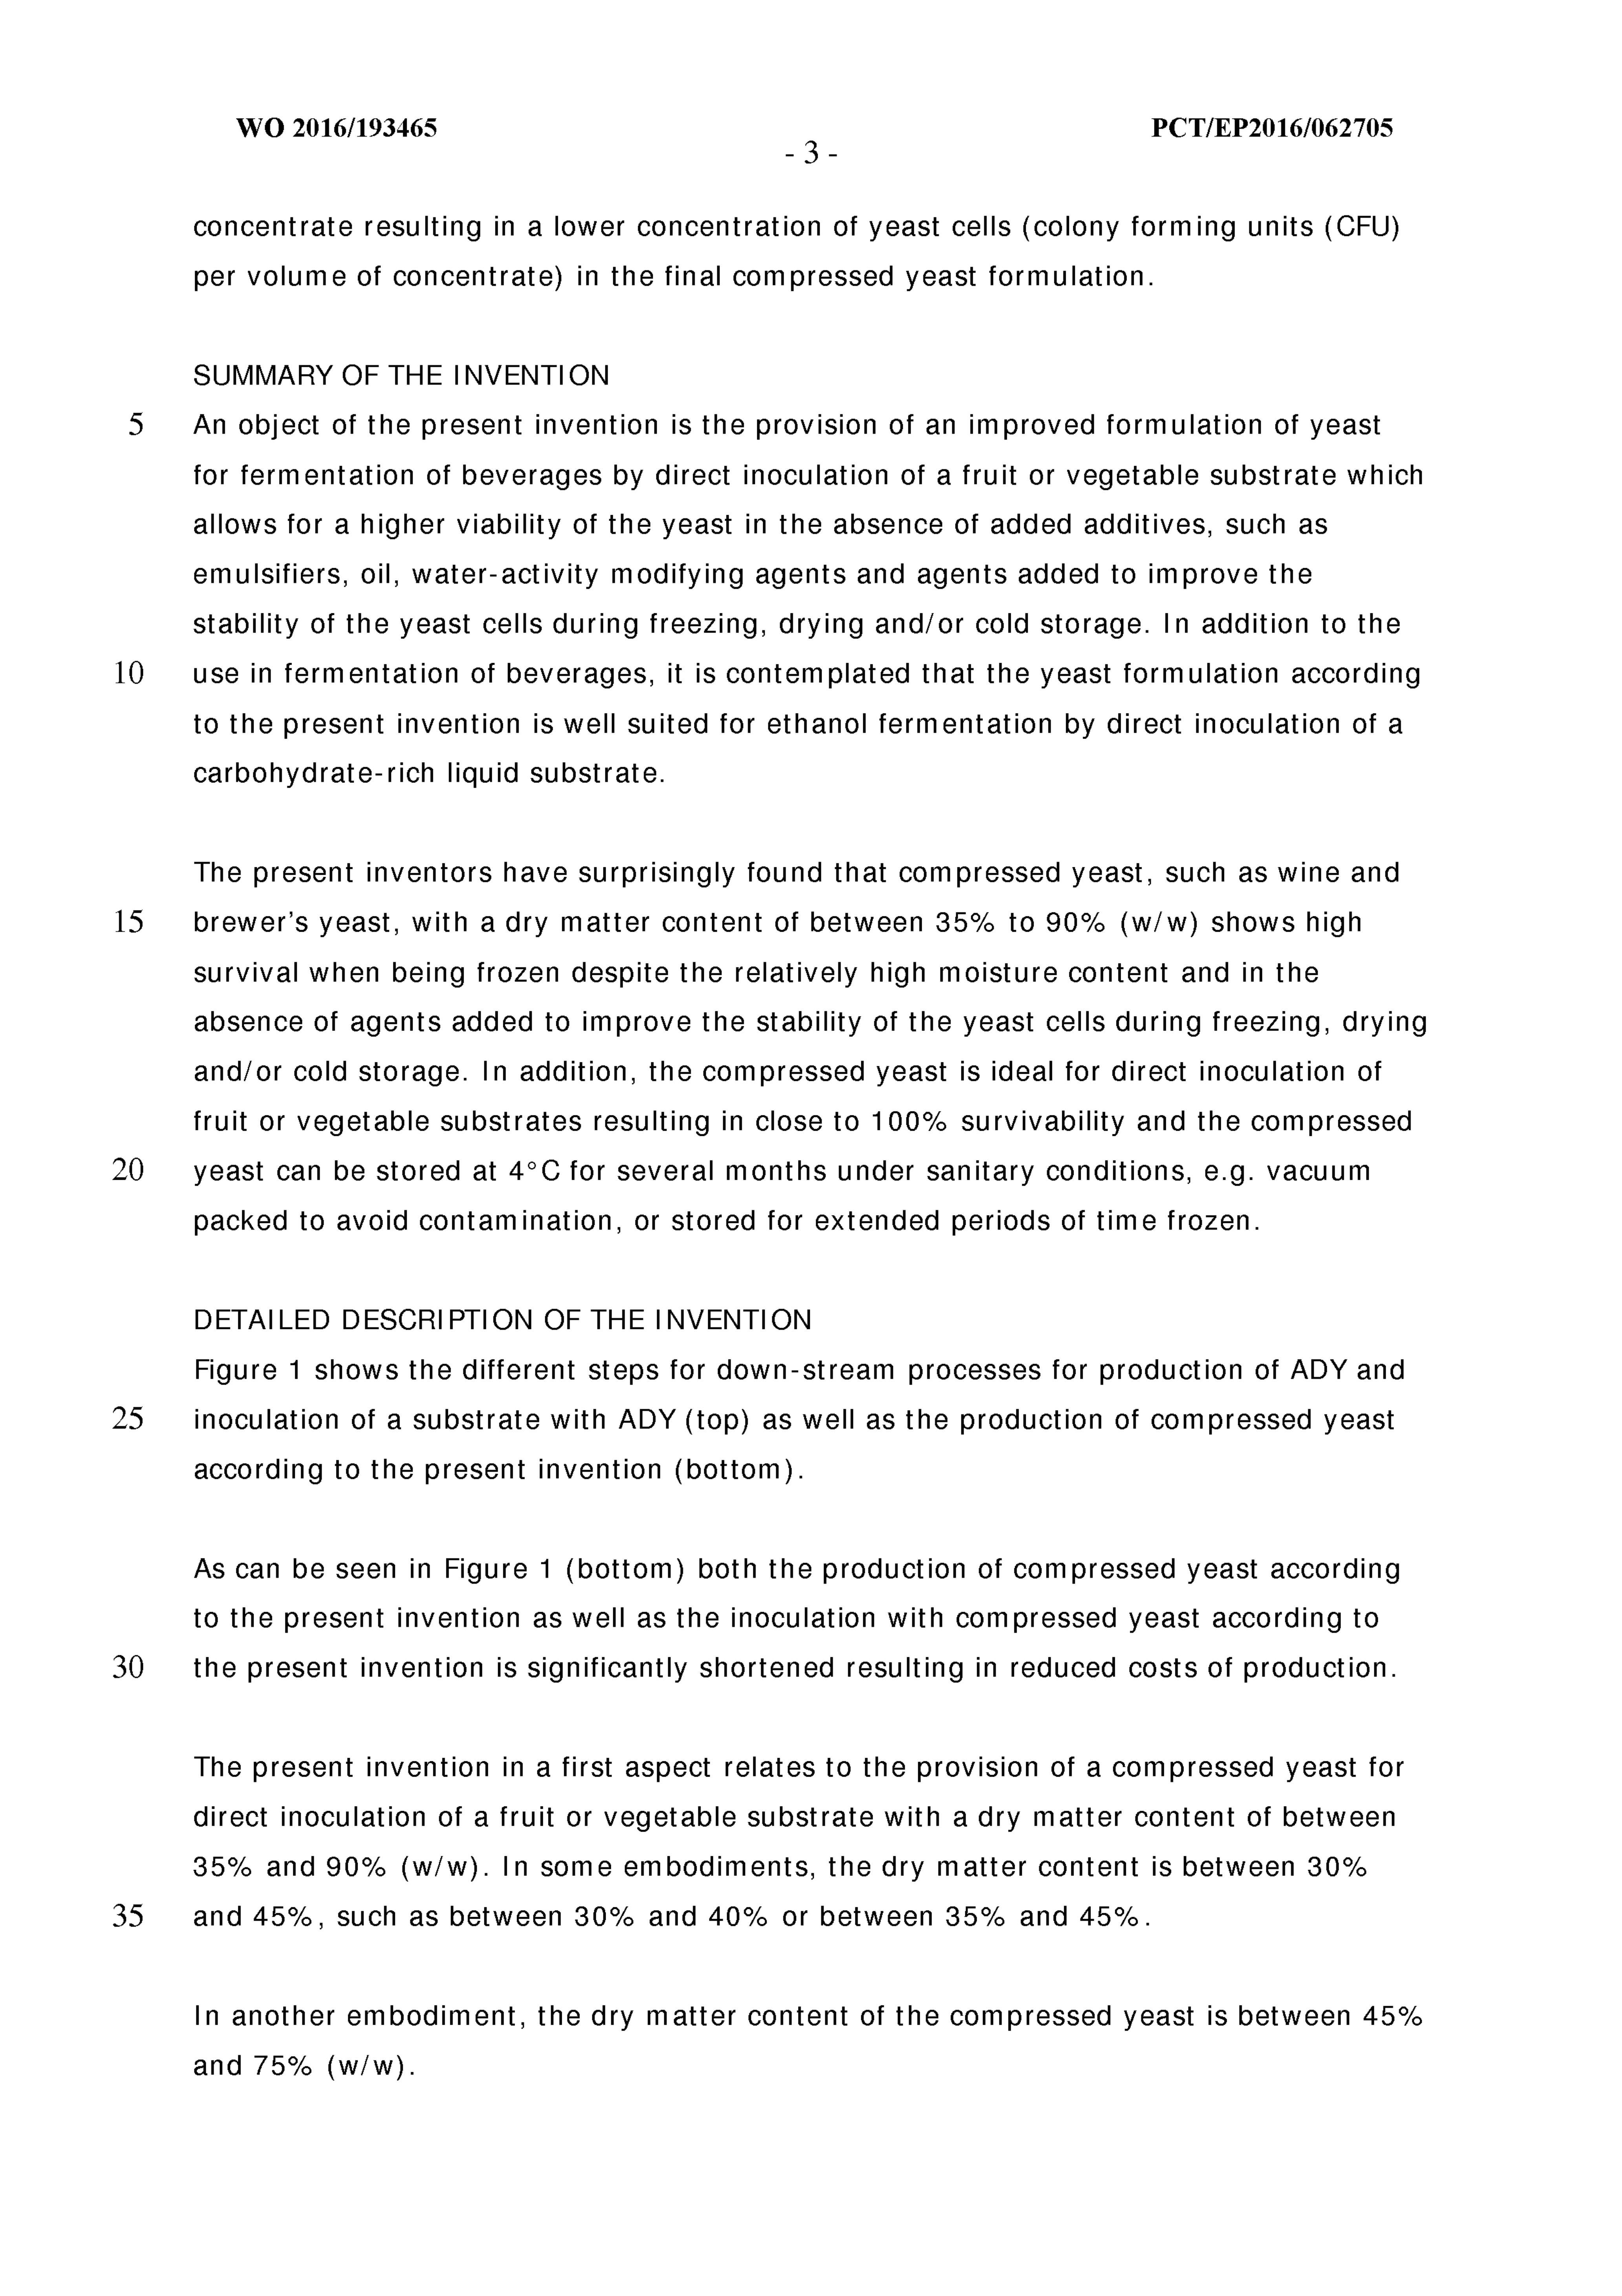 WO 2016/193465 PCT/EP2016/062705
- 3 -
concentrate resulting in a lower concentration of yeast cells (colony forming units (CFU)
per volume of concentrate) in the final compressed yeast formulation.
SUMMARY OF THE INVENTION
5 An object of the present invention is the provision of an improved formulation of yeast
for fermentation of beverages by direct inoculation of a fruit or vegetable substrate which
allows for a higher viability of the yeast in the absence of added additives, such as
emulsifiers, oil, water-activity modifying agents and agents added to improve the
stability of the yeast cells during freezing, drying and/or cold storage. In addition to the
10 use in fermentation of beverages, it is contemplated that the yeast formulation according
to the present invention is well suited for ethanol fermentation by direct inoculation of a
carbohydrate-rich liquid substrate.
The present inventors have surprisingly found that compressed yeast, such as wine and
15 brewer's yeast, with a dry matter content of between 35% to 90% (w/w) shows high
survival when being frozen despite the relatively high moisture content and in the
absence of agents added to improve the stability of the yeast cells during freezing, drying
and/or cold storage. In addition, the compressed yeast is ideal for direct inoculation of
fruit or vegetable substrates resulting in close to 100% survivability and the compressed
20 yeast can be stored at 4°C for several months under sanitary conditions, e.g. vacuum
packed to avoid contamination, or stored for extended periods of time frozen.
DETAILED DESCRIPTION OF THE INVENTION
Figure 1 shows the different steps for down-stream processes for production of ADY and
25 inoculation of a substrate with ADY (top) as well as the production of compressed yeast
according to the present invention (bottom).
As can be seen in Figure 1 (bottom) both the production of compressed yeast according
to the present invention as well as the inoculation with compressed yeast according to
30 the present invention is significantly shortened resulting in reduced costs of production.
The present invention in a first aspect relates to the provision of a compressed yeast for
direct inoculation of a fruit or vegetable substrate with a dry matter content of between
35% and 90% (w/w). In some embodiments, the dry matter content is between 30%
35 and 45%, such as between 30% and 40% or between 35% and 45%.
In another embodiment, the dry matter content of the compressed yeast is between 45%
and 75% (w/w).